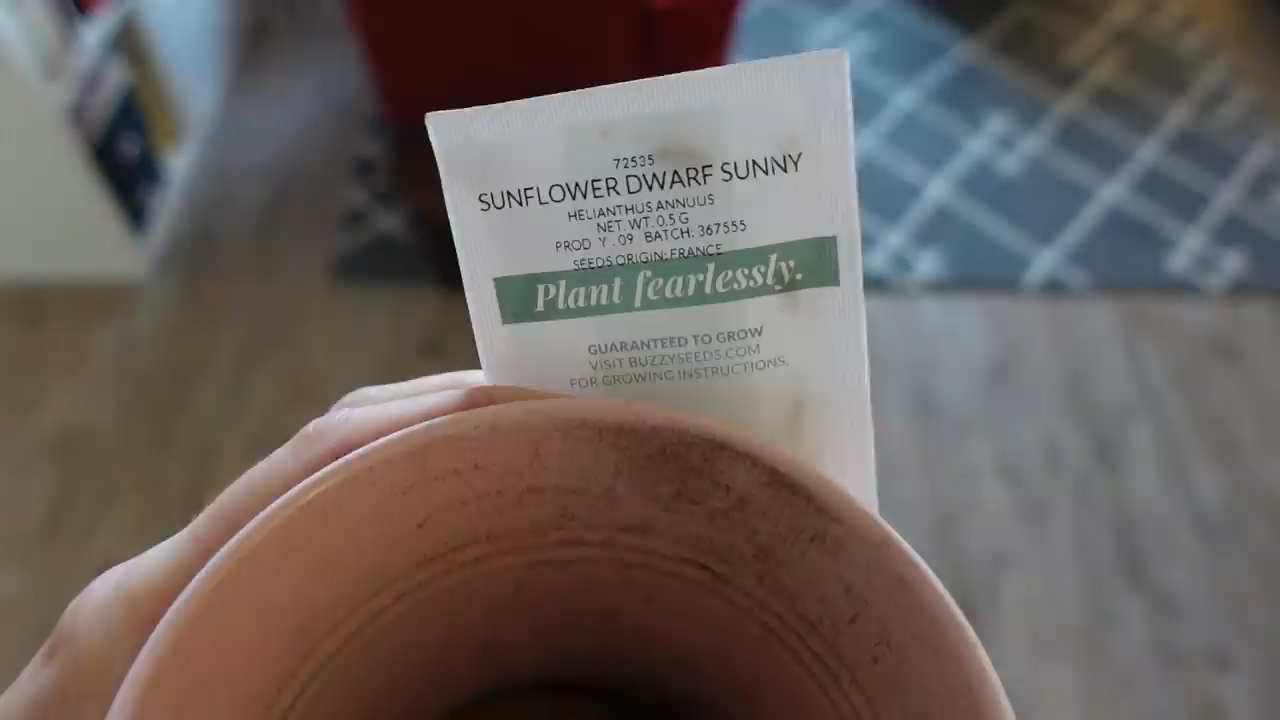 72535
SUNFLOWER DWARF SUNNY
HELIANTHUS ANNUUS
NET. WT. 0.5 G
PROD Y . 09 BATCH: 367555
SEEDS ORIGIN: FRANCE
Plant fearlessly.
GUARANTEED TO GROW
VISIT BUZZYSEEDS.COM
FOR GROWING INSTRUCTIONS.